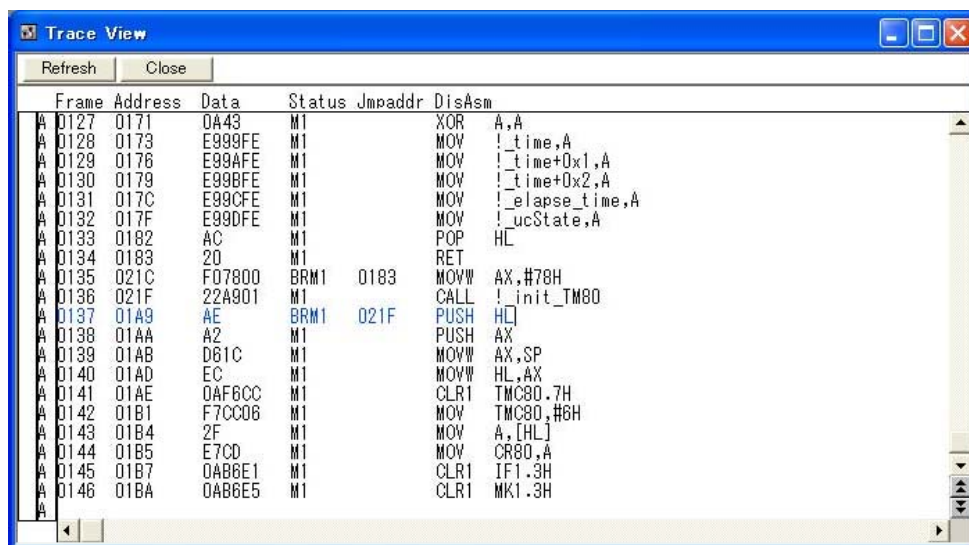 Trace View
Refresh Close
Frame Address Data Status Jmpaddr DisAsm
A 0127 0171 0A43 M1 XOR A,A
A 0128 0173 E999FE M1 MOV !_time,A
A 0129 0176 E99AFE M1 MOV !_time+0x1,A
A 0130 0179 E99BFE M1 MOV !_time+0x2,A
A 0131 017C E99CFE M1 MOV !_elapse_time,A
A 0132 017F E99DFE M1 MOV !_ucState,A
A 0133 0182 AC M1 POP HL
A 0134 0183 20 M1 RET
A 0135 021C F07800 BRM1 0183 MOVW AX,#78H
A 0136 021F 22A901 M1 CALL !_init_TM80
A 0137 01A9 AE BRM1 021F PUSH HL
A 0138 01AA A2 M1 PUSH AX
A 0139 01AB D61C M1 MOVW AX,SP
A 0140 01AD EC M1 MOVW HL,AX
A 0141 01AE 0AF6CC M1 CLR1 TMC80.7H
A 0142 01B1 F7CC06 M1 MOV TMC80,#6H
A 0143 01B4 2F M1 MOV A,[HL]
A 0144 01B5 E7CD M1 MOV CR80,A
A 0145 01B7 0AB6E1 M1 CLR1 IF1.3H
A 0146 01BA 0AB6E5 M1 CLR1 MK1.3H
A